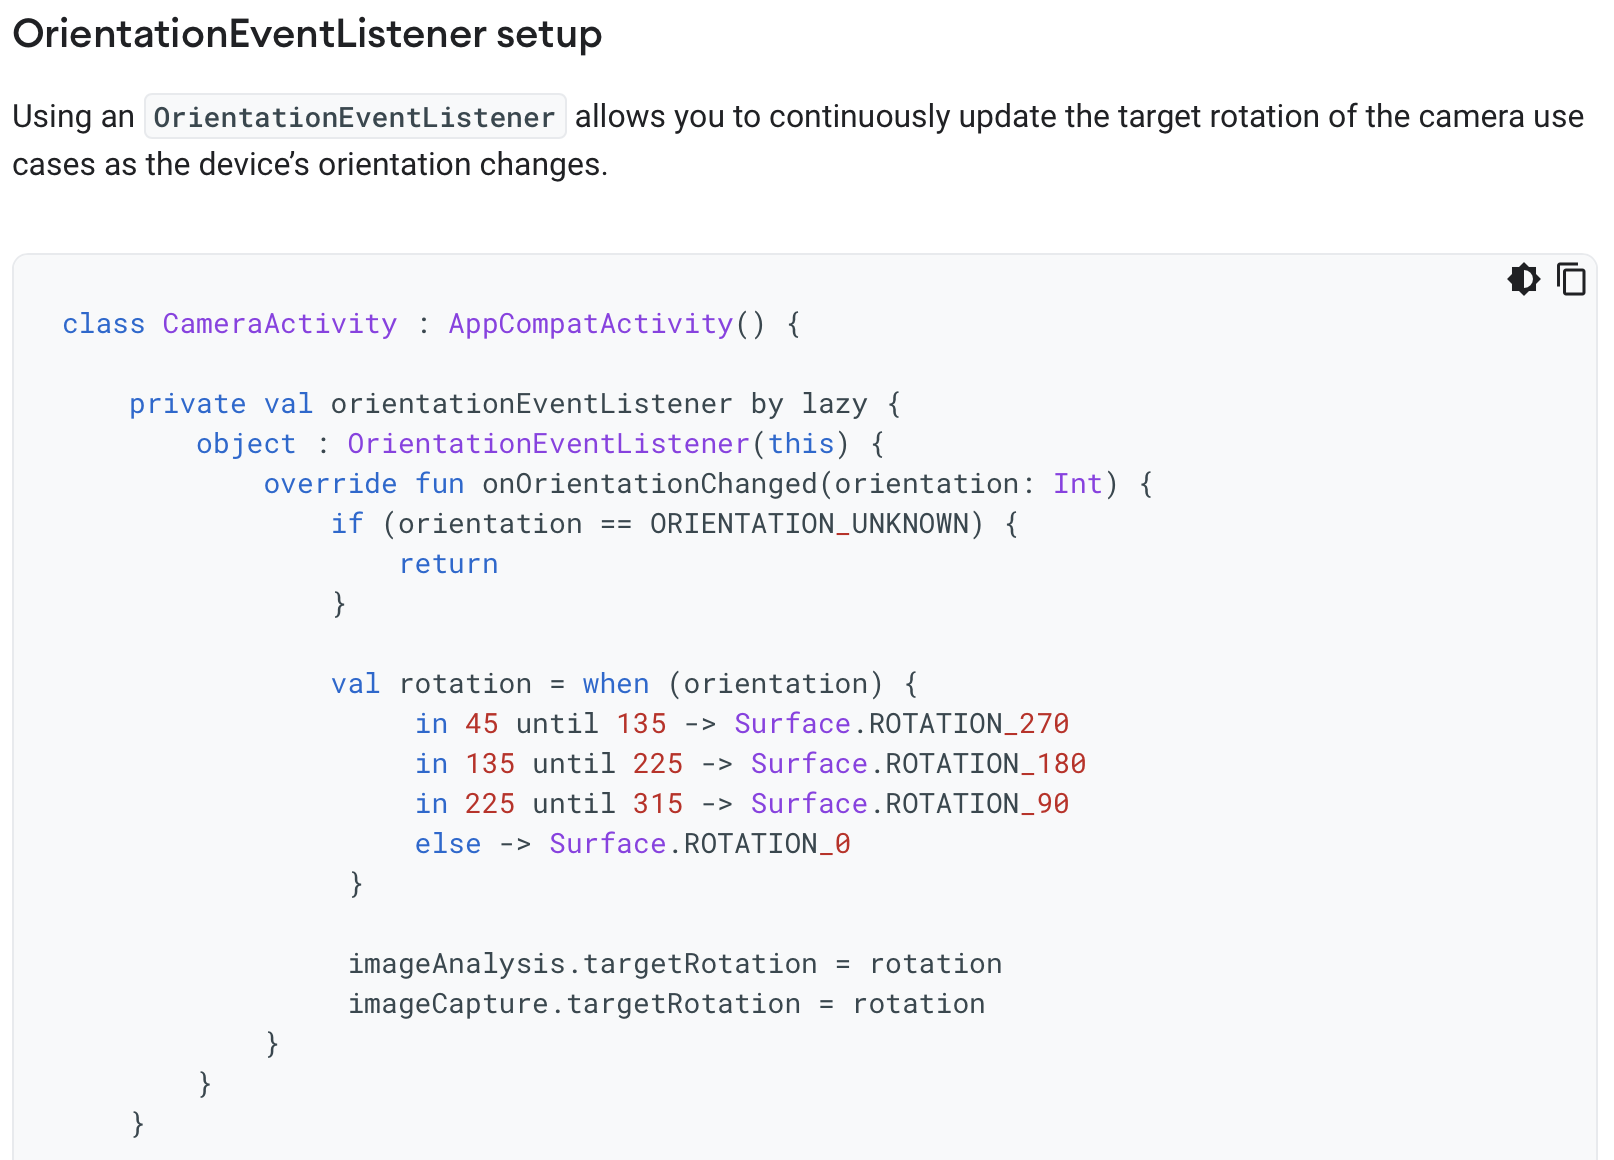 OrientationEventListener setup
Using an OrientationEventListener allows you to continuously update the target rotation of the camera use
cases as the device’s orientation changes.
class CameraActivity : AppCompatActivity() {
    private val orientationEventListener by lazy {
        object : OrientationEventListener(this) {
            override fun onOrientationChanged(orientation: Int) {
                if (orientation == ORIENTATION_UNKNOWN) {
                    return
                }
                val rotation = when (orientation) {
                     in 45 until 135 -> Surface.ROTATION_270
                     in 135 until 225 -> Surface.ROTATION_180
                     in 225 until 315 -> Surface.ROTATION_90
                     else -> Surface.ROTATION_0
                 }
                 imageAnalysis.targetRotation = rotation
                 imageCapture.targetRotation = rotation
            }
        }
    }